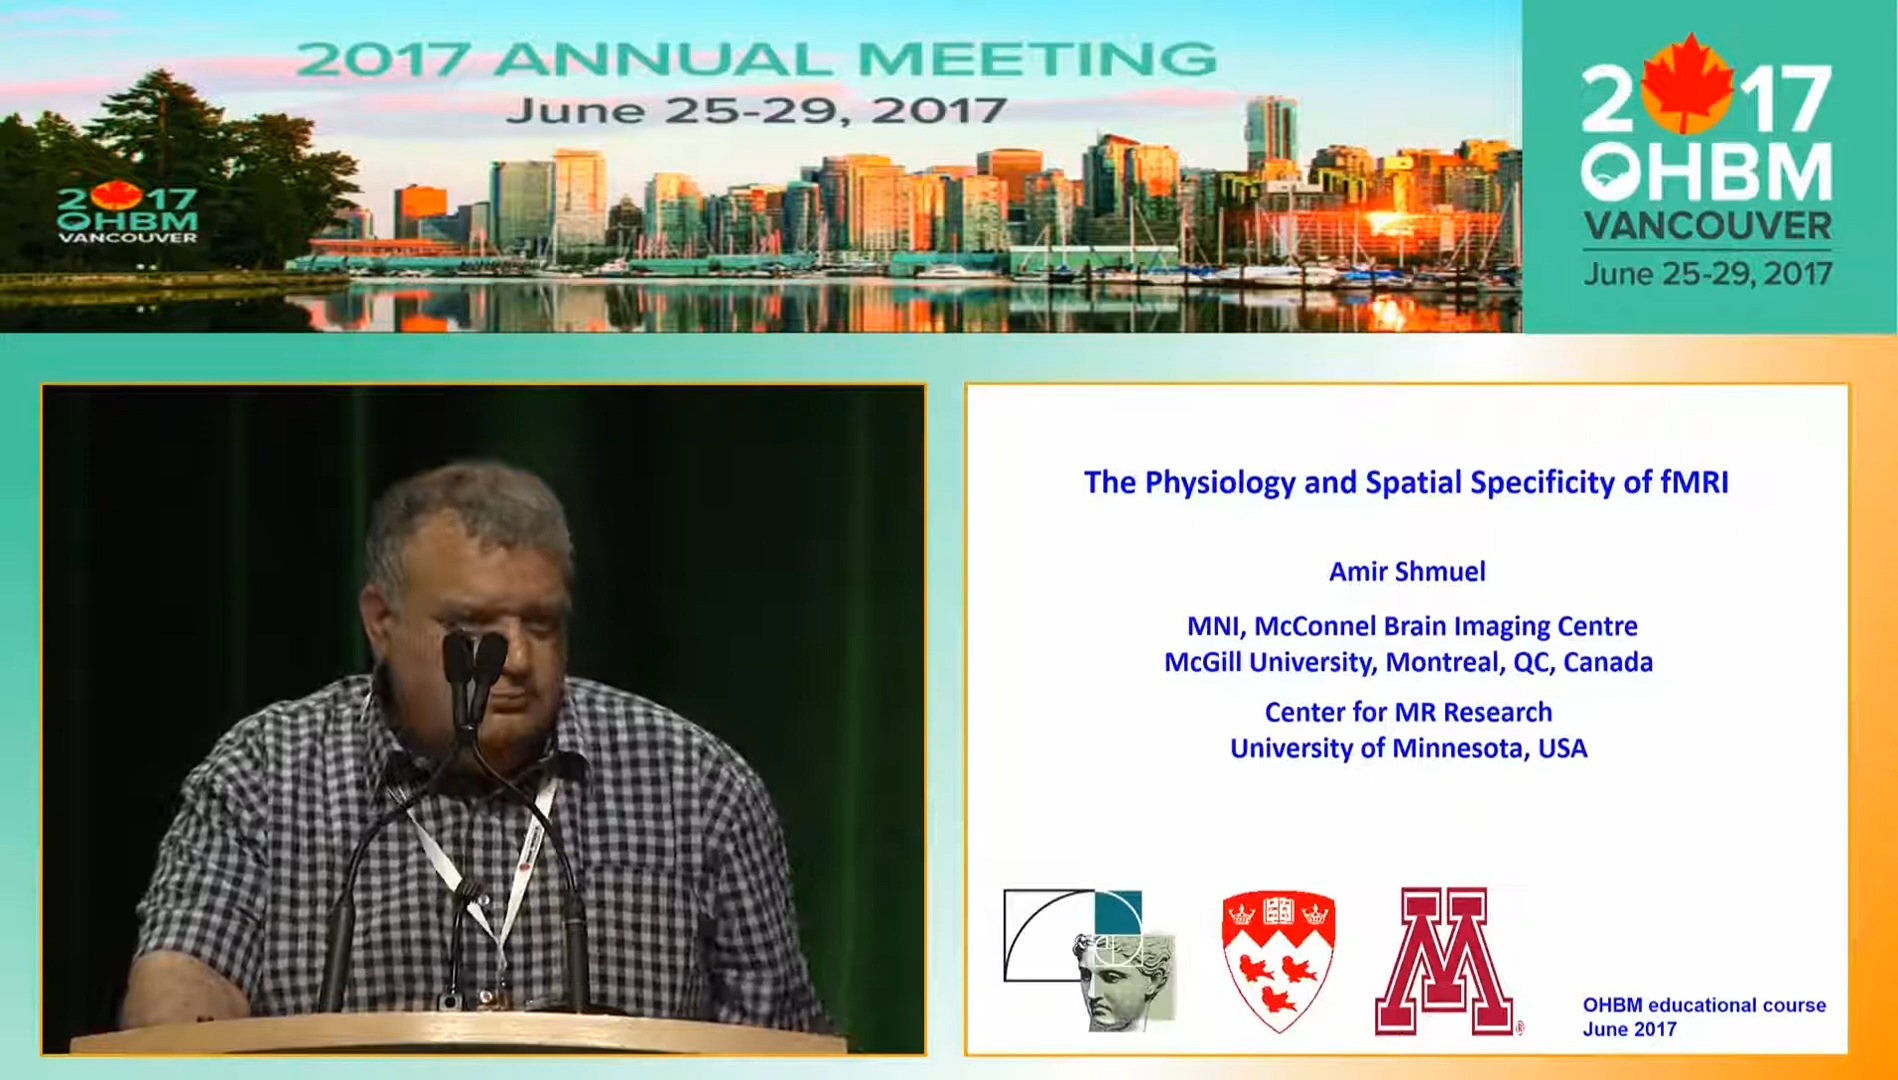 2017 ANNUAL MEETING
June 25-29, 2017
2017
OHBM
VANCOUVER
2017
OHBM
VANCOUVER
June 25-29, 2017
The Physiology and Spatial Specificity of fMRI
Amir Shmuel
MNI, McConnel Brain Imaging Centre
McGill University, Montreal, QC, Canada
Center for MR Research
University of Minnesota, USA
M
®
OHBM educational course
June 2017